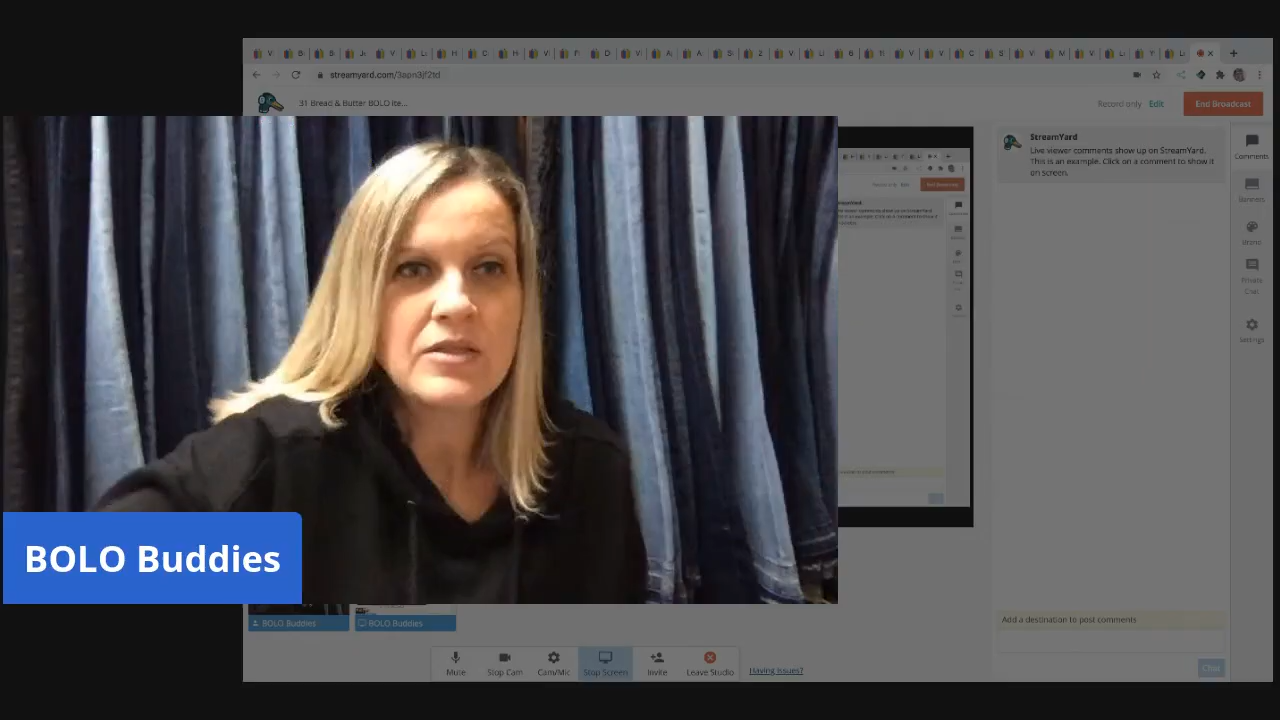 streamyard.com/3apn3jf2td
31 Bread & Butter BOLO Ite...
Record only
Edit
End Broadcast
StreamYard
Live viewer comments show up on StreamYard.
This is an example. Click on a comment to show it
on screen.
Comments
Banners
Brand
Private
Chat
Settings
BOLO Buddies
BOLO Buddies
BOLO Buddies
Add a destination to post comments
Chat
Mute
Stop Cam
Cam/Mic
Stop Screen
Invite
Leave Studio
Having issues?